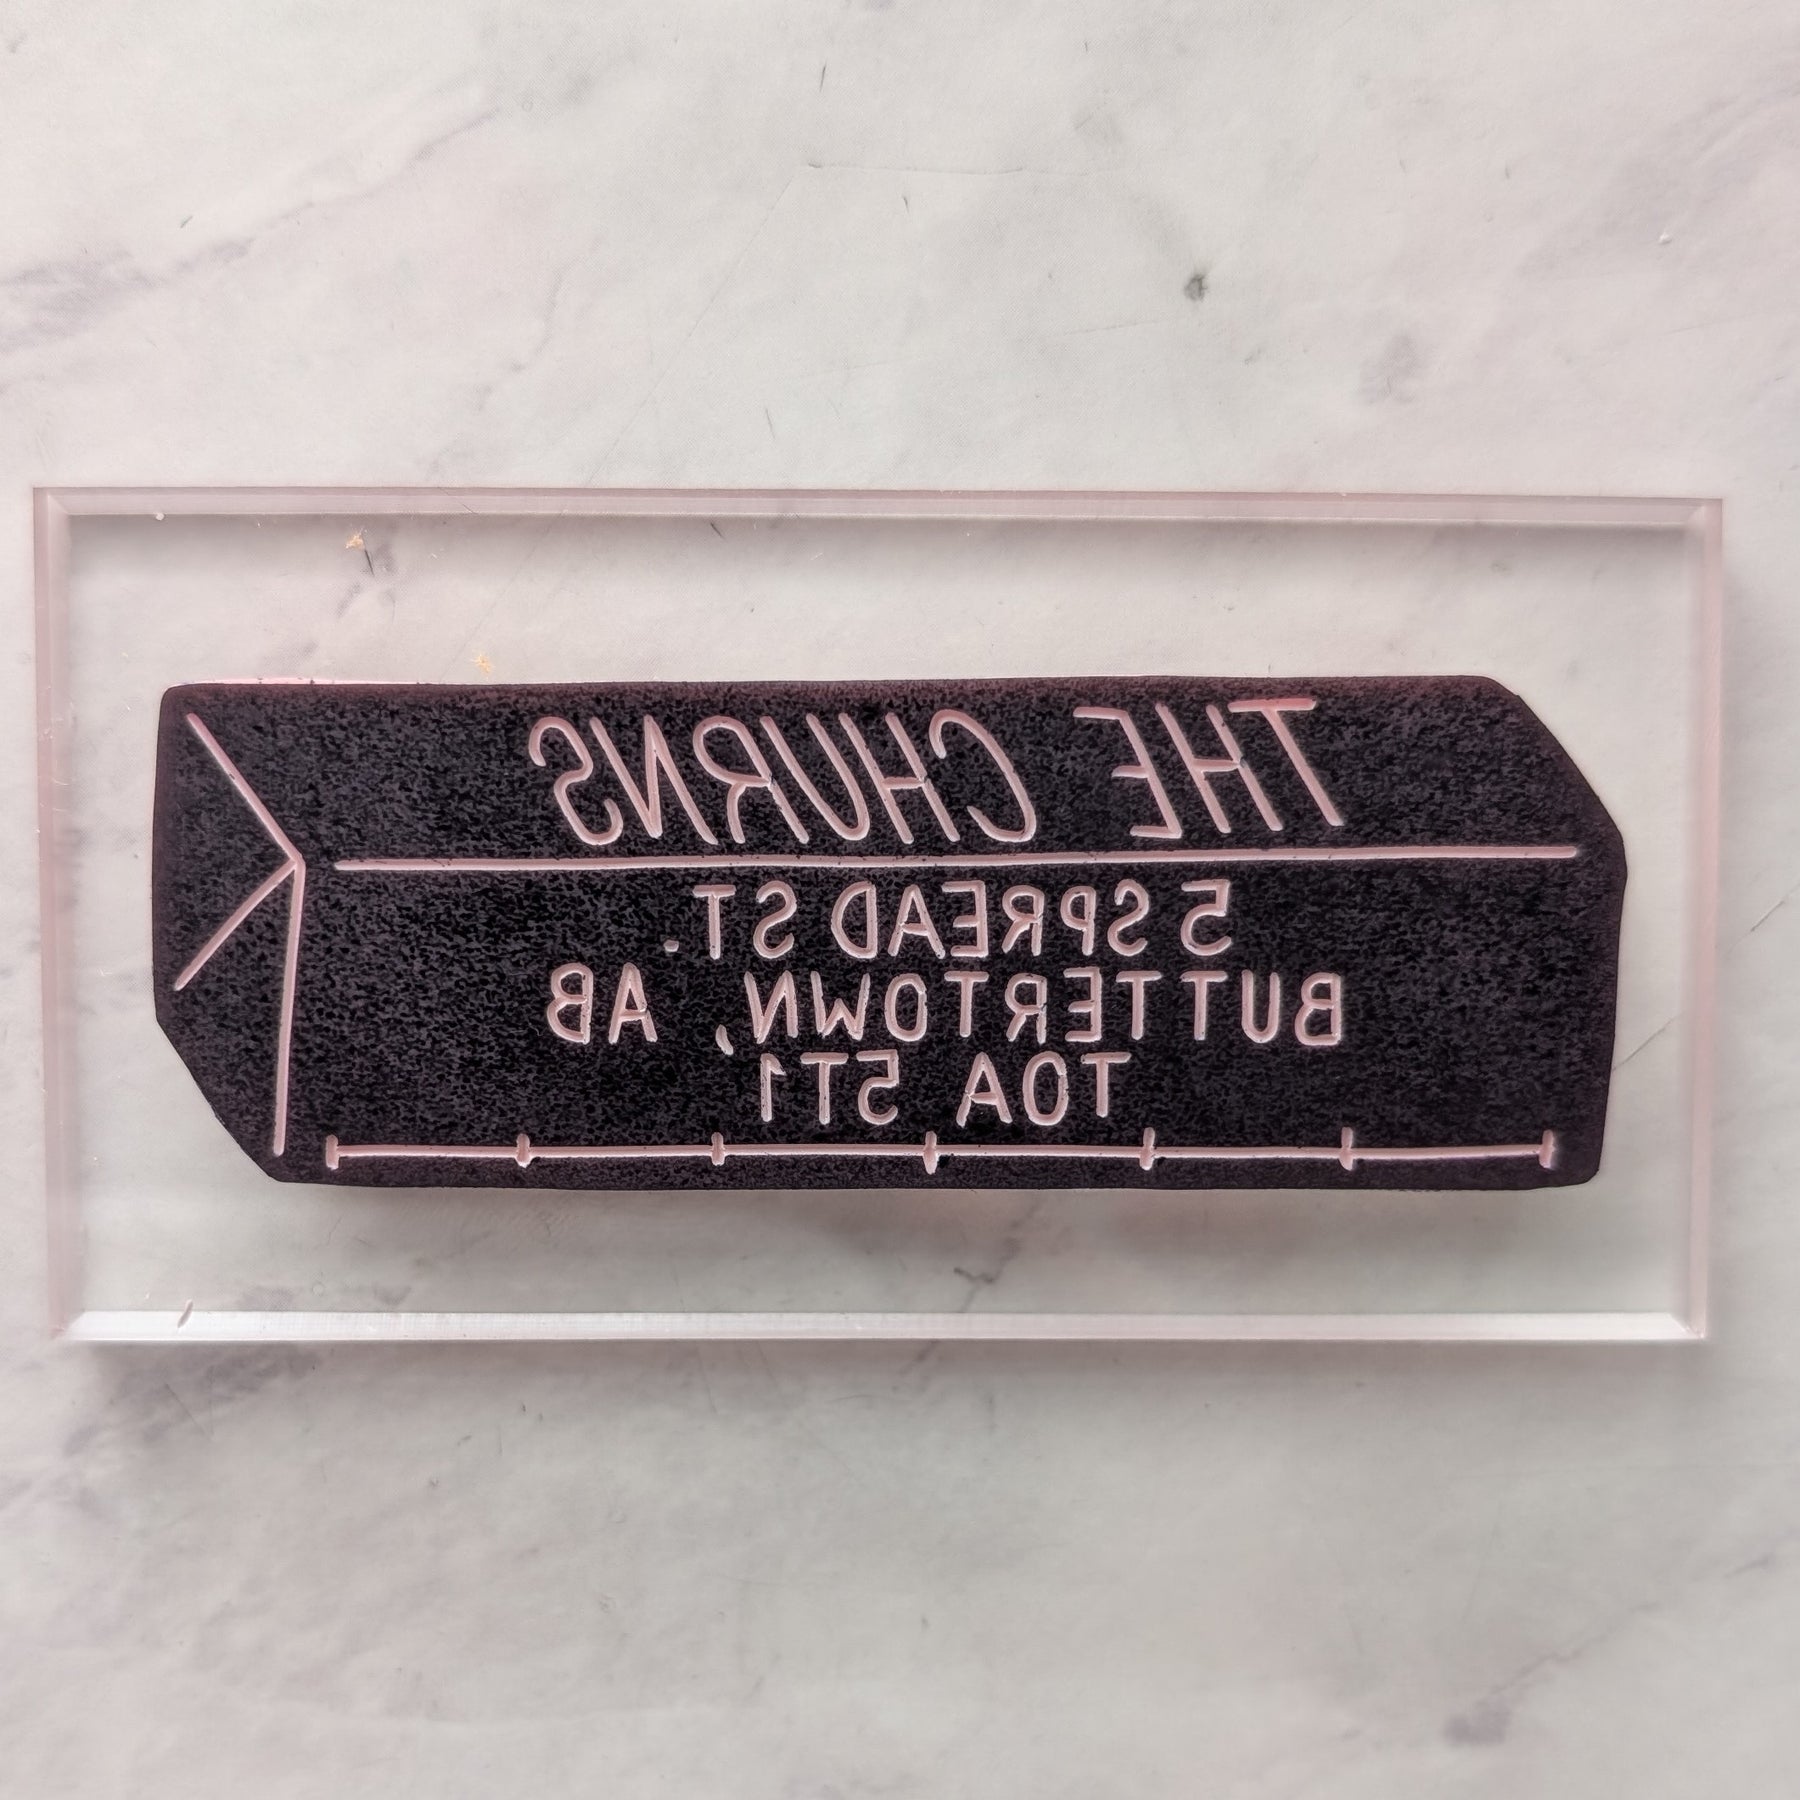 THE CHURNS
5 SPREAD ST.
BUTTERTOWN, AB
T0A 5T1